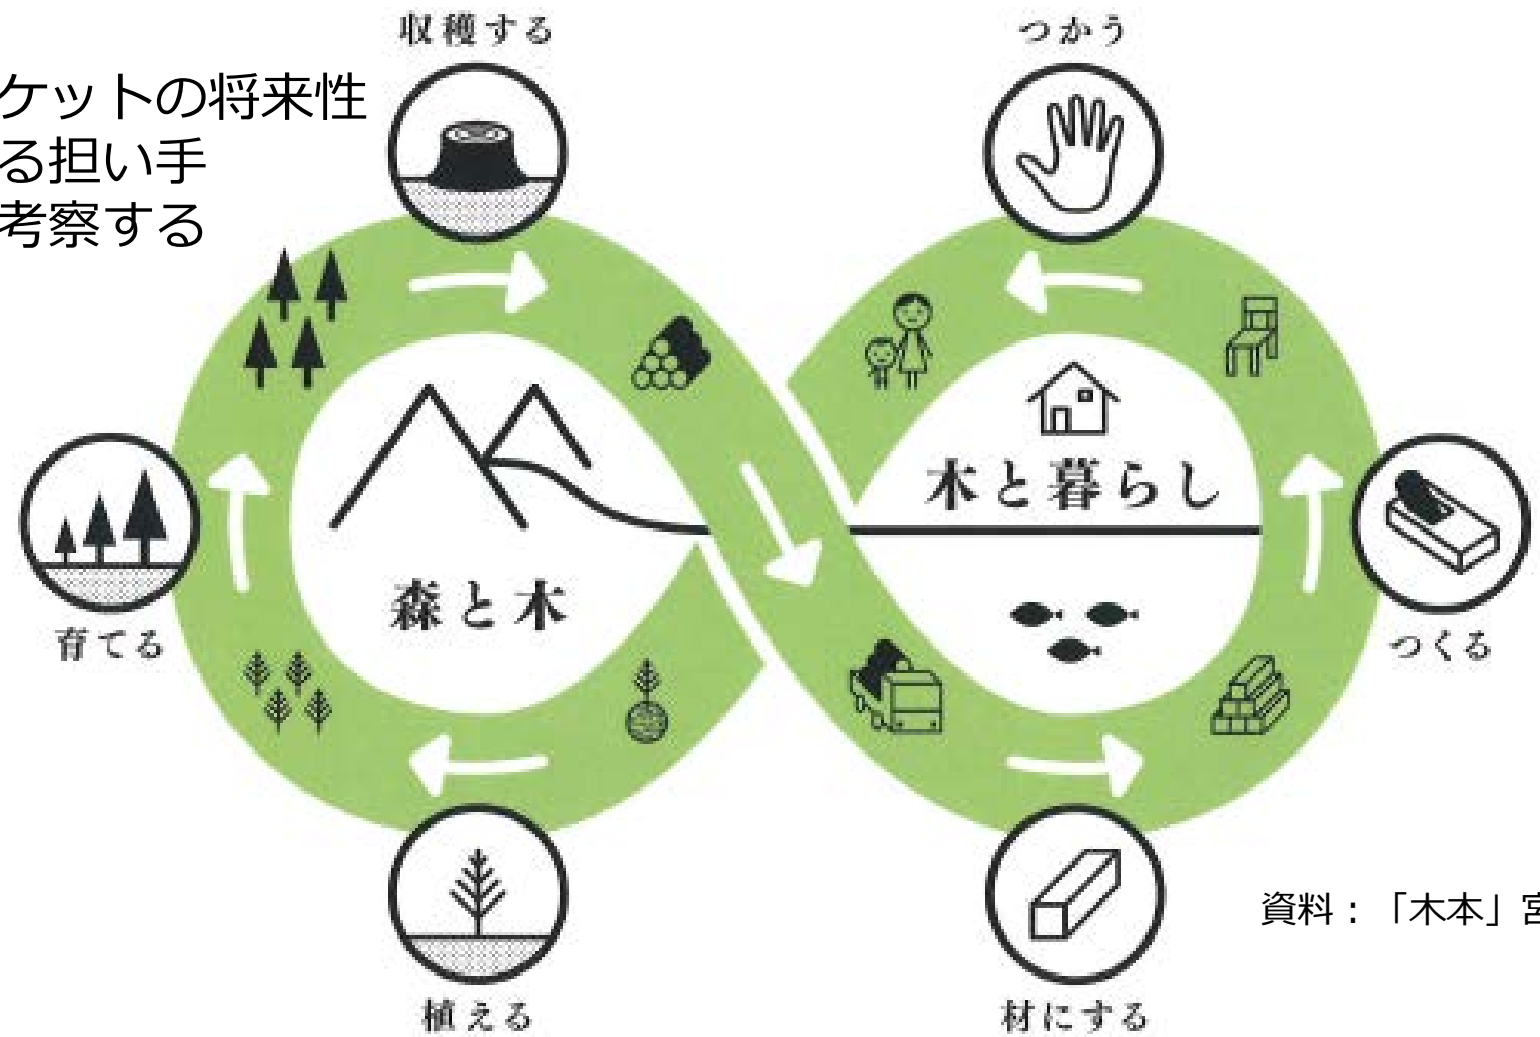 収穫する
つかう
ケットの将来性
る担い手
考察する
木と暮らし
森と木
育てる
つくる
資料：「木本」宮
植える
材にする